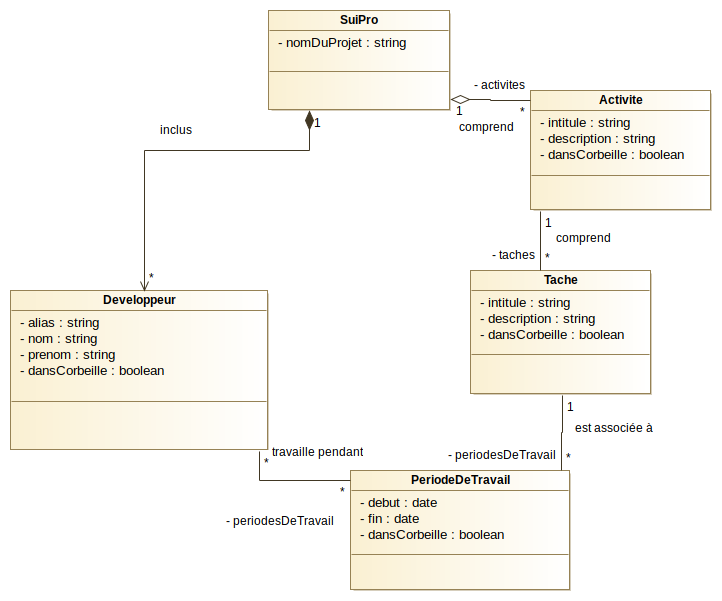 SuiPro
- nomDuProjet : string
1
inclus
*
- activites
1
*
comprend
Activite
- intitule : string
- description : string
- dansCorbeille : boolean
1
comprend
- taches
*
Tache
- intitule : string
- description : string
- dansCorbeille : boolean
1
est associée à
- periodesDeTravail
*
Developpeur
- alias : string
- nom : string
- prenom : string
- dansCorbeille : boolean
travaille pendant
*
*
- periodesDeTravail
PeriodeDeTravail
- debut : date
- fin : date
- dansCorbeille : boolean